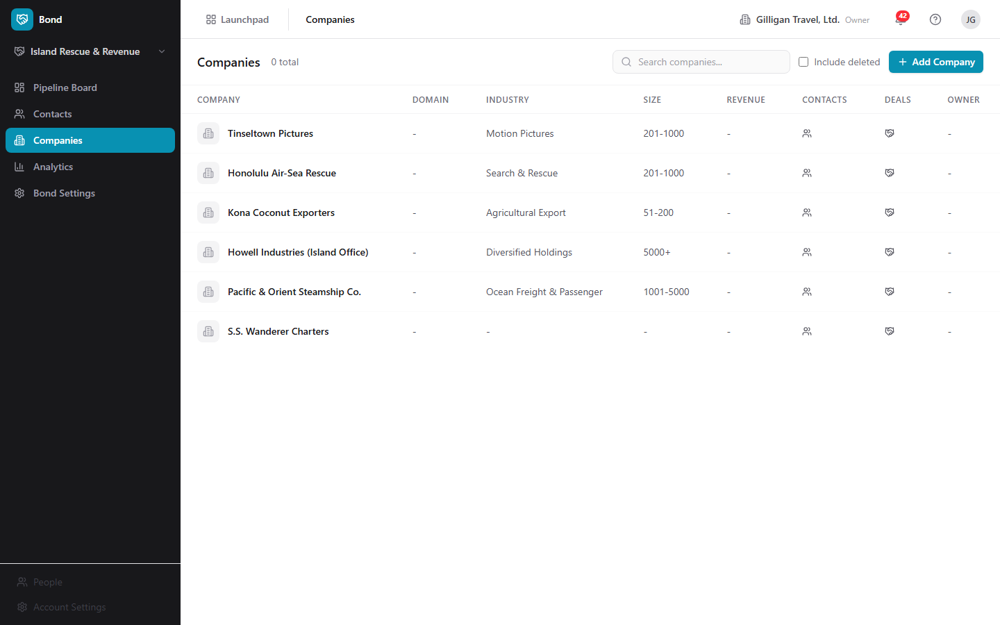 Bond
Island Rescue & Revenue
Pipeline Board
Contacts
Companies
Analytics
Bond Settings
People
Account Settings
Launchpad
Companies
Gilligan Travel, Ltd. Owner
42
JG
Companies 0 total
Search companies...
Include deleted
Add Company
COMPANY DOMAIN INDUSTRY SIZE REVENUE CONTACTS DEALS OWNER
Tinseltown Pictures - Motion Pictures 201-1000 - -
Honolulu Air-Sea Rescue - Search & Rescue 201-1000 - -
Kona Coconut Exporters - Agricultural Export 51-200 - -
Howell Industries (Island Office) - Diversified Holdings 5000+ - -
Pacific & Orient Steamship Co. - Ocean Freight & Passenger 1001-5000 - -
S.S. Wanderer Charters - - - - -